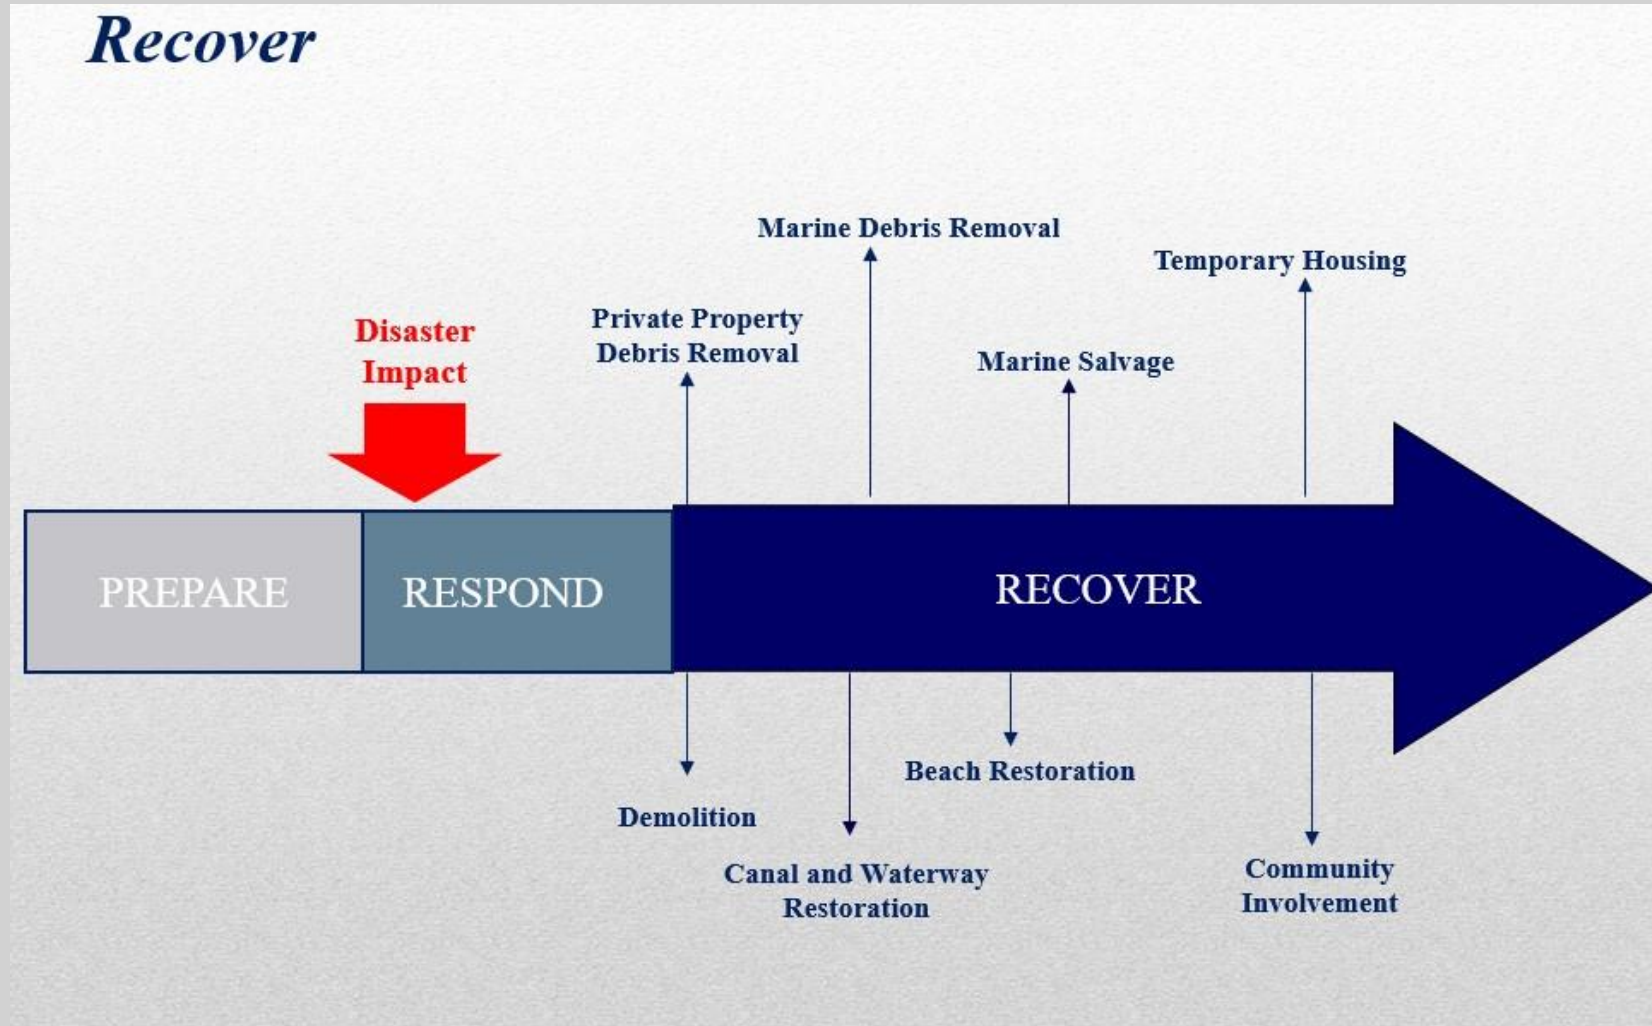 Recover
Marine Debris Removal
Temporary Housing
Private Property
Debris Removal
Disaster
Impact
Marine Salvage
PREPARE
RESPOND
RECOVER
Beach Restoration
Demolition
Canal and Waterway
Restoration
Community
Involvement